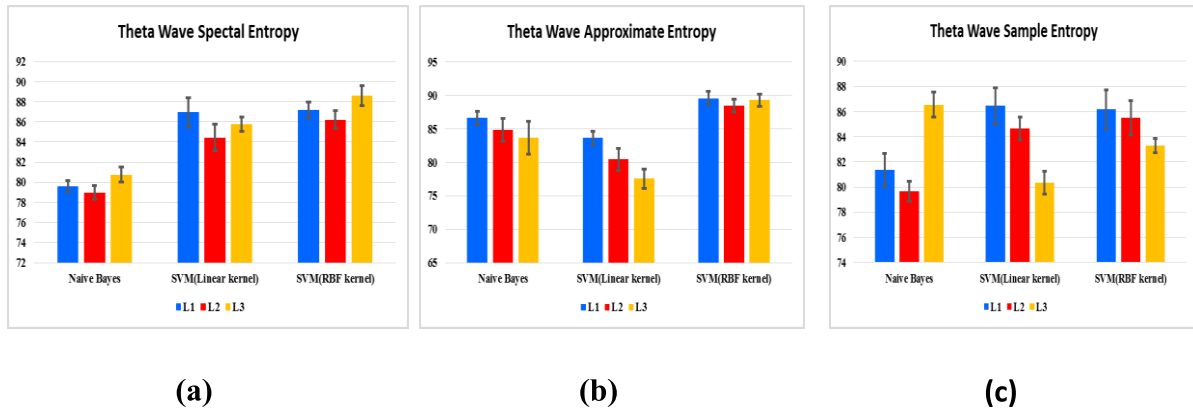 Theta Wave Spectal Entropy
92
90
88
86
84
82
80
78
76
74
72
Naive Bayes SVM(Linear kernel) SVM(RBF kernel)
L1 L2 L3
Theta Wave Approximate Entropy
95
90
85
80
75
70
65
Naive Bayes SVM(Linear kernel) SVM(RBF kernel)
L1 L2 L3
Theta Wave Sample Entropy
90
88
86
84
82
80
78
76
74
Naive Bayes SVM(Linear kernel) SVM(RBF kernel)
L1 L2 L3
(a) (b) (c)